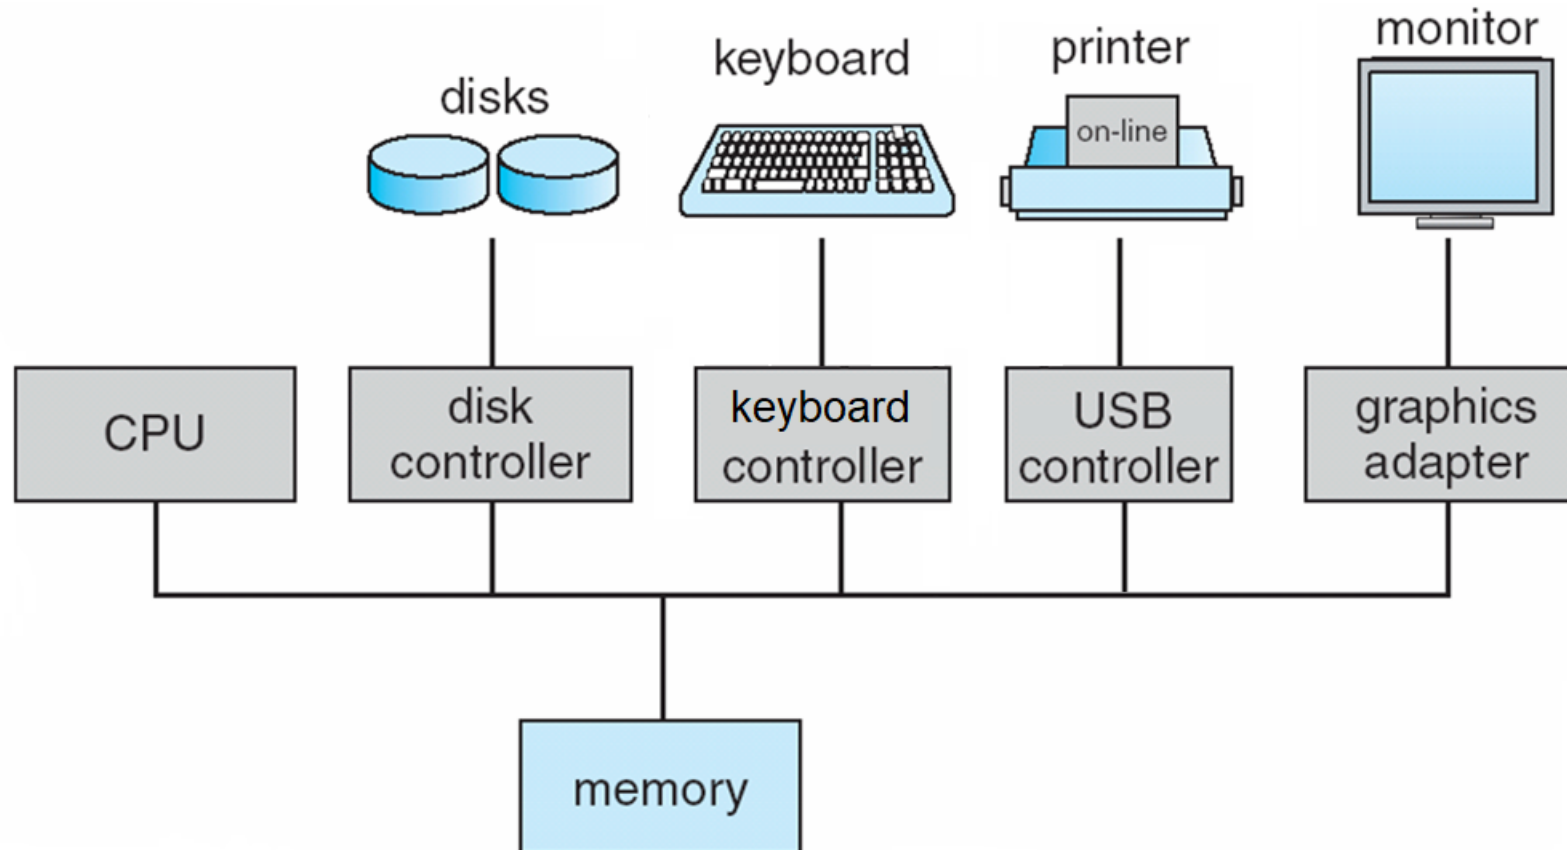 disks
keyboard
printer
monitor
on-line
CPU
disk
controller
keyboard
controller
USB
controller
graphics
adapter
memory